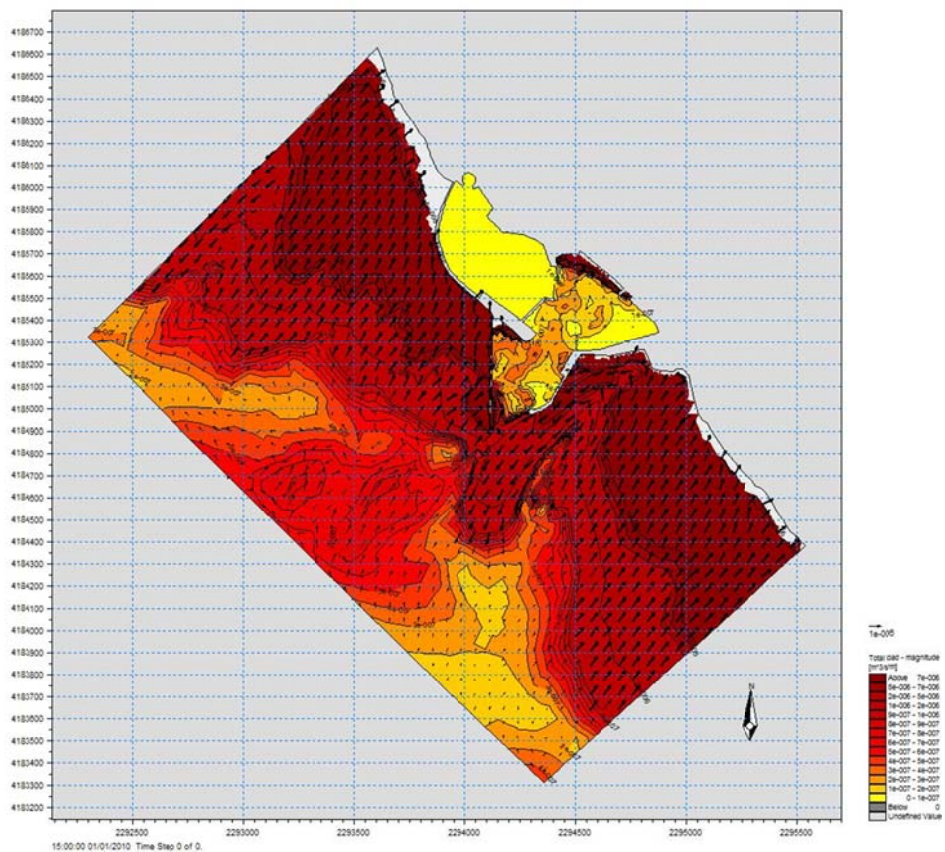 4186700
4186600
4186500
4186400
4186300
4186200
4186100
4186000
4185900
4185800
4185700
4185600
4185500
4185400
4185300
4185200
4185100
4185000
4184900
4184800
4184700
4184600
4184500
4184400
4184300
4184200
4184100
4184000
4183900
4183800
4183700
4183600
4183500
4183400
4183300
4183200
2292500 2293000 2293500 2294000 2294500 2295000 2295500
15:00:00 01/01/2010 Time Step 0 of 0.
N
1e-006
Total load - magnitude
[m^3/s/m]
Above 7e-006
5e-006 - 7e-006
2e-006 - 5e-006
1e-006 - 2e-006
9e-007 - 1e-006
8e-007 - 9e-007
7e-007 - 8e-007
6e-007 - 7e-007
5e-007 - 6e-007
4e-007 - 5e-007
3e-007 - 4e-007
2e-007 - 3e-007
1e-007 - 2e-007
0 - 1e-007
Below 0
Undefined Value